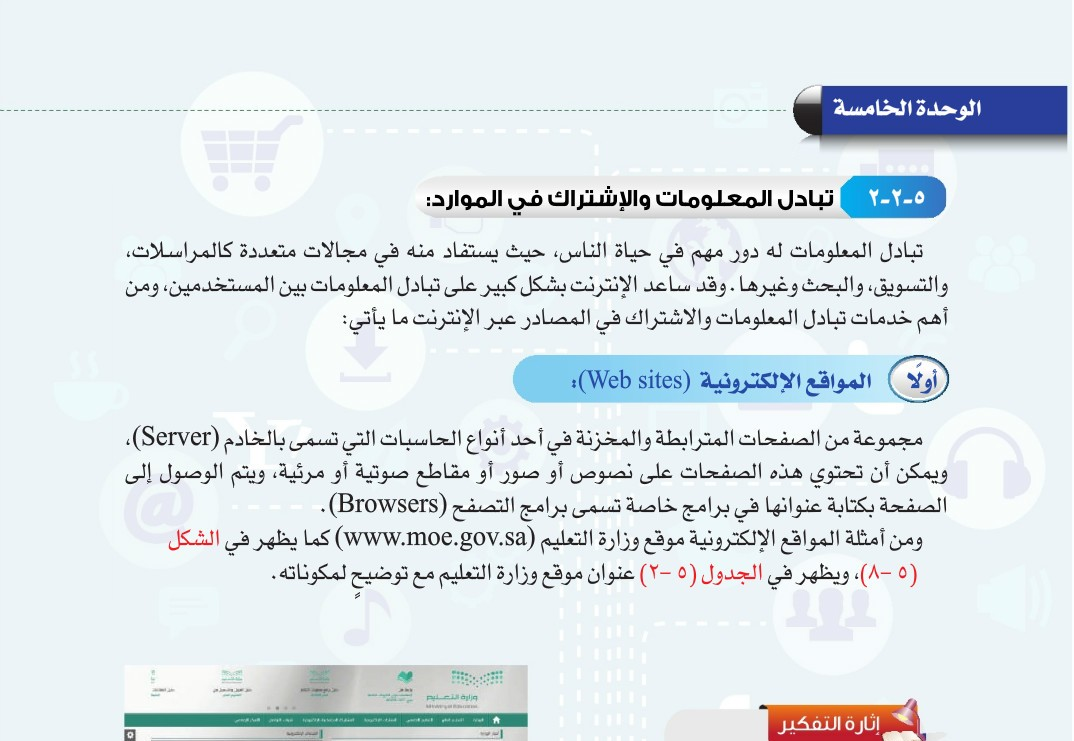 الوحدة الخامسة
٥-٢-٢ تبادل المعلومات والإشتراك في الموارد:
تبادل المعلومات له دور مهم في حياة الناس، حيث يستفاد منه في مجالات متعددة كالمراسلات،
والتسويق، والبحث وغيرها. وقد ساعد الإنترنت بشكل كبير على تبادل المعلومات بين المستخدمين، ومن
أهم خدمات تبادل المعلومات والاشتراك في المصادر عبر الإنترنت ما يأتي:
أولًا المواقع الإلكترونية (Web sites):
مجموعة من الصفحات المترابطة والمخزنة في أحد أنواع الحاسبات التي تسمى بالخادم (Server)،
ويمكن أن تحتوي هذه الصفحات على نصوص أو صور أو مقاطع صوتية أو مرئية، ويتم الوصول إلى
الصفحة بكتابة عنوانها في برامج خاصة تسمى برامج التصفح (Browsers).
ومن أمثلة المواقع الإلكترونية موقع وزارة التعليم (www.moe.gov.sa) كما يظهر في الشكل
(٥ -٨)، ويظهر في الجدول (٥ -٢) عنوان موقع وزارة التعليم مع توضيحٍ لمكوناته.
وزارة التعليم
Ministry of Education
إثارة التفكير